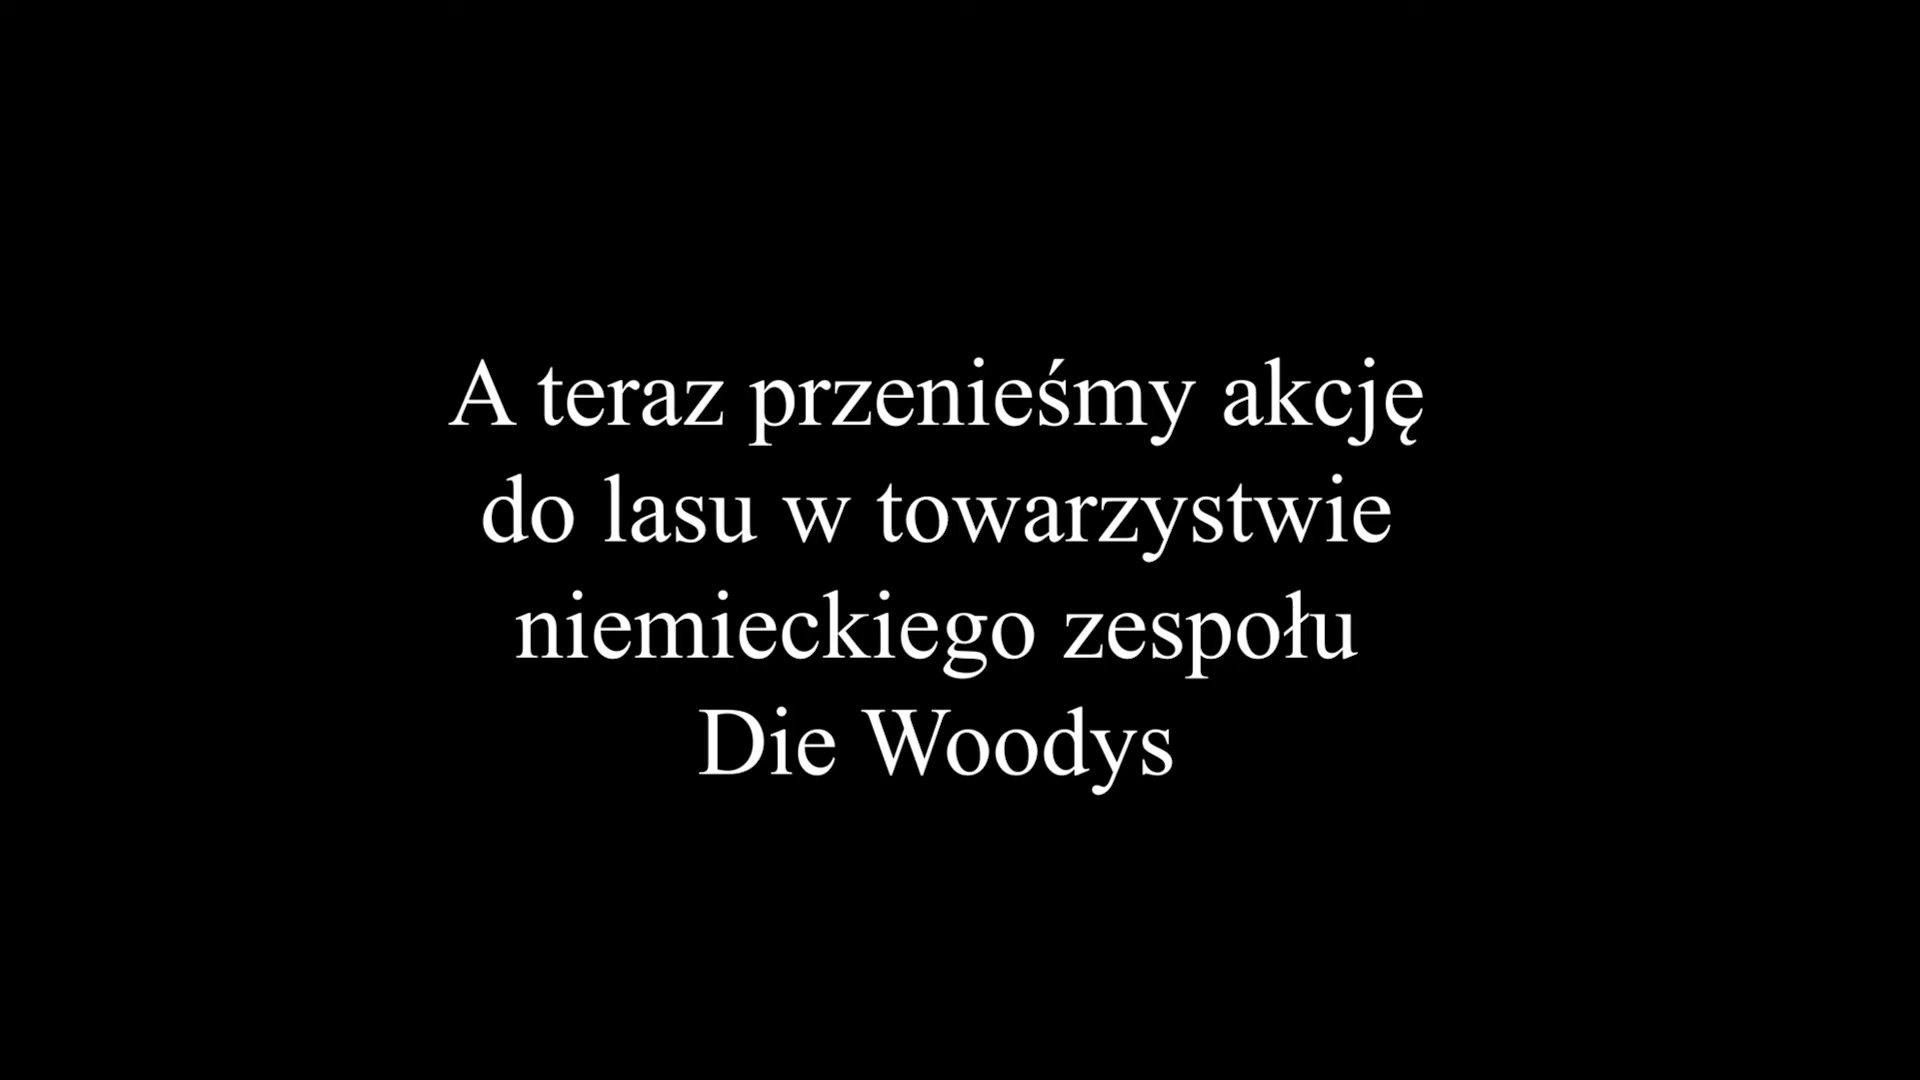 A teraz przenieśmy akcję
do lasu w towarzystwie
niemieckiego zespołu
Die Woodys